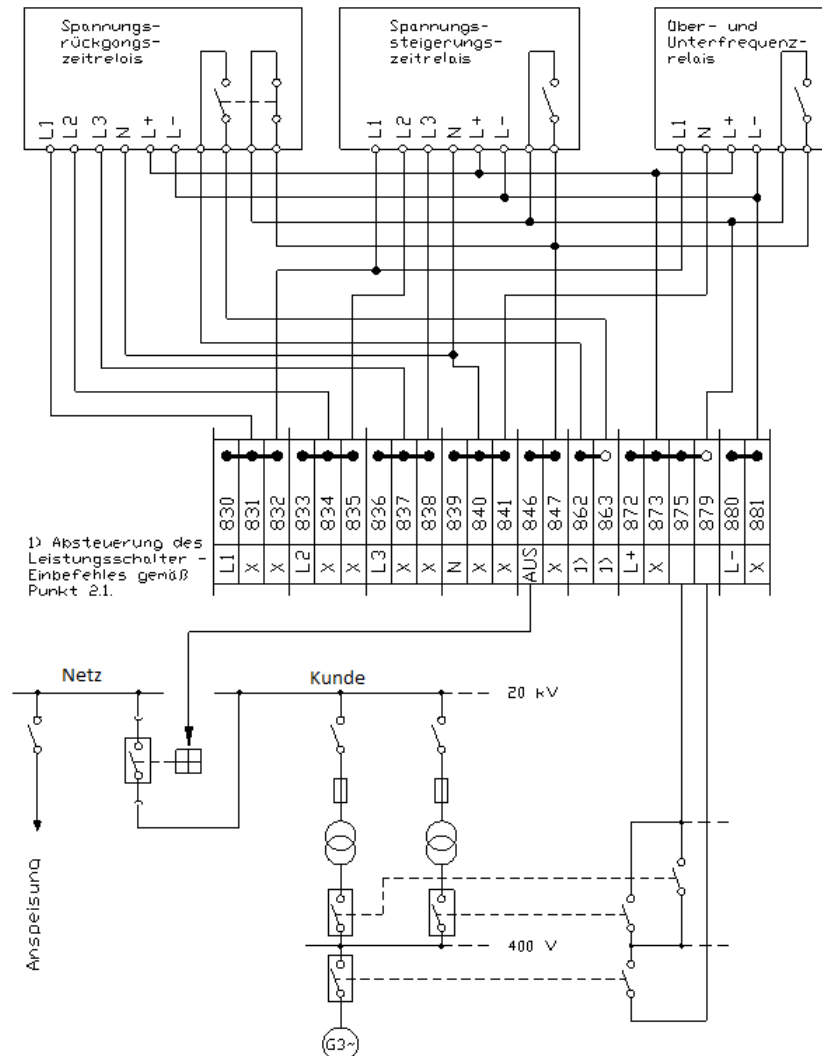 Spannungs-
rückgangs-
zeitrelais
L1 L2 L3 N L+ L-
Spannungs-
steigerungs-
zeitrelais
L1 L2 L3 N L+ L-
Über- und
Unterfrequenz-
relais
L1 N L+ L-
830 831 832 833 834 835 836 837 838 839 840 841 846 847 862 863 872 873 875 879 880 881
L1 X X L2 X X L3 X X N X X AUS X 1) 1) L+ X L- X
1) Absteuerung des
Leistungsschalter -
Einbefehles gemäß
Punkt 2.1.
Netz
Kunde
20 kV
Anspeisung
400 V
G3~